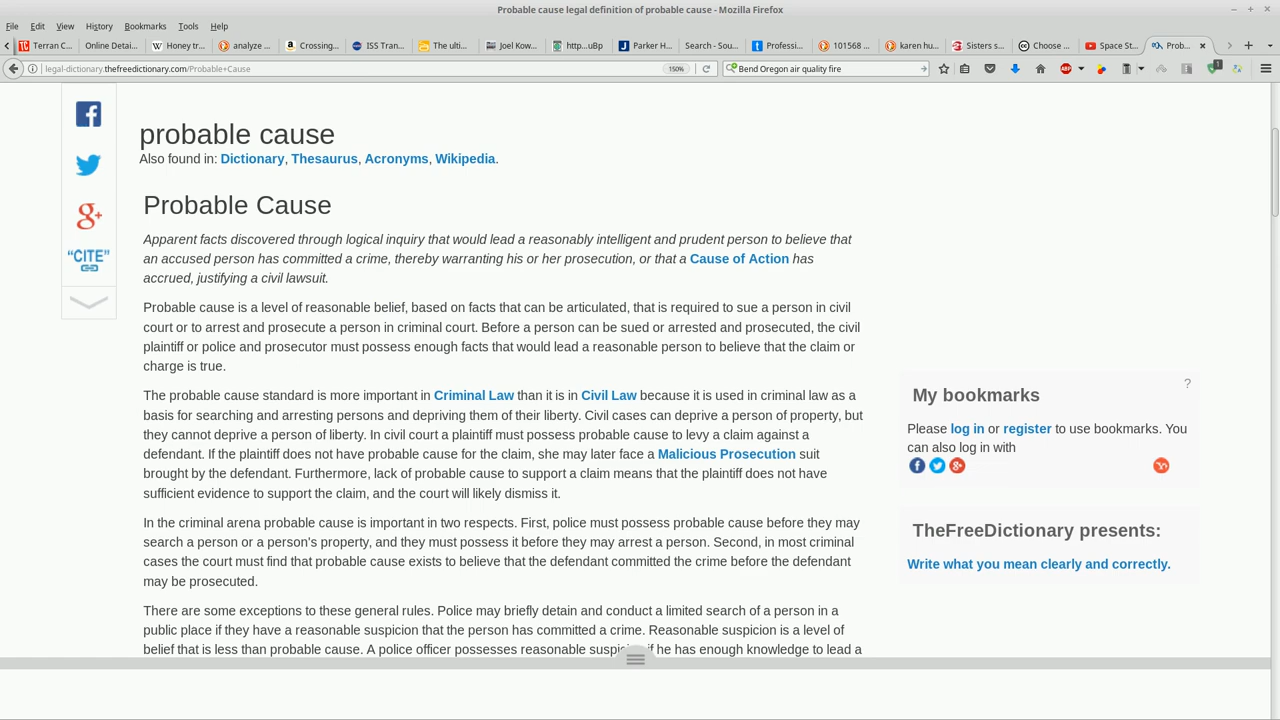 Probable cause legal definition of probable cause - Mozilla Firefox
File Edit View History Bookmarks Tools Help
Terran C... Online Detai... Honey tr... analyze ... Crossing... ISS Tran... The ulti... Joel Kow... http...uBp Parker H... Search - Sou... Professi... 101568 ... karen hu... Sisters s... Choose ... Space St... Prob...
legal-dictionary.thefreedictionary.com/Probable+Cause 150% Bend Oregon air quality fire ABP 1
probable cause
Also found in: Dictionary, Thesaurus, Acronyms, Wikipedia.
"CITE"
Probable Cause
Apparent facts discovered through logical inquiry that would lead a reasonably intelligent and prudent person to believe that
an accused person has committed a crime, thereby warranting his or her prosecution, or that a Cause of Action has
accrued, justifying a civil lawsuit.
Probable cause is a level of reasonable belief, based on facts that can be articulated, that is required to sue a person in civil
court or to arrest and prosecute a person in criminal court. Before a person can be sued or arrested and prosecuted, the civil
plaintiff or police and prosecutor must possess enough facts that would lead a reasonable person to believe that the claim or
charge is true.
The probable cause standard is more important in Criminal Law than it is in Civil Law because it is used in criminal law as a
basis for searching and arresting persons and depriving them of their liberty. Civil cases can deprive a person of property, but
they cannot deprive a person of liberty. In civil court a plaintiff must possess probable cause to levy a claim against a
defendant. If the plaintiff does not have probable cause for the claim, she may later face a Malicious Prosecution suit
brought by the defendant. Furthermore, lack of probable cause to support a claim means that the plaintiff does not have
sufficient evidence to support the claim, and the court will likely dismiss it.
In the criminal arena probable cause is important in two respects. First, police must possess probable cause before they may
search a person or a person's property, and they must possess it before they may arrest a person. Second, in most criminal
cases the court must find that probable cause exists to believe that the defendant committed the crime before the defendant
may be prosecuted.
There are some exceptions to these general rules. Police may briefly detain and conduct a limited search of a person in a
public place if they have a reasonable suspicion that the person has committed a crime. Reasonable suspicion is a level of
belief that is less than probable cause. A police officer possesses reasonable suspicion if he has enough knowledge to lead a
?
My bookmarks
Please log in or register to use bookmarks. You
can also log in with
TheFreeDictionary presents:
Write what you mean clearly and correctly.